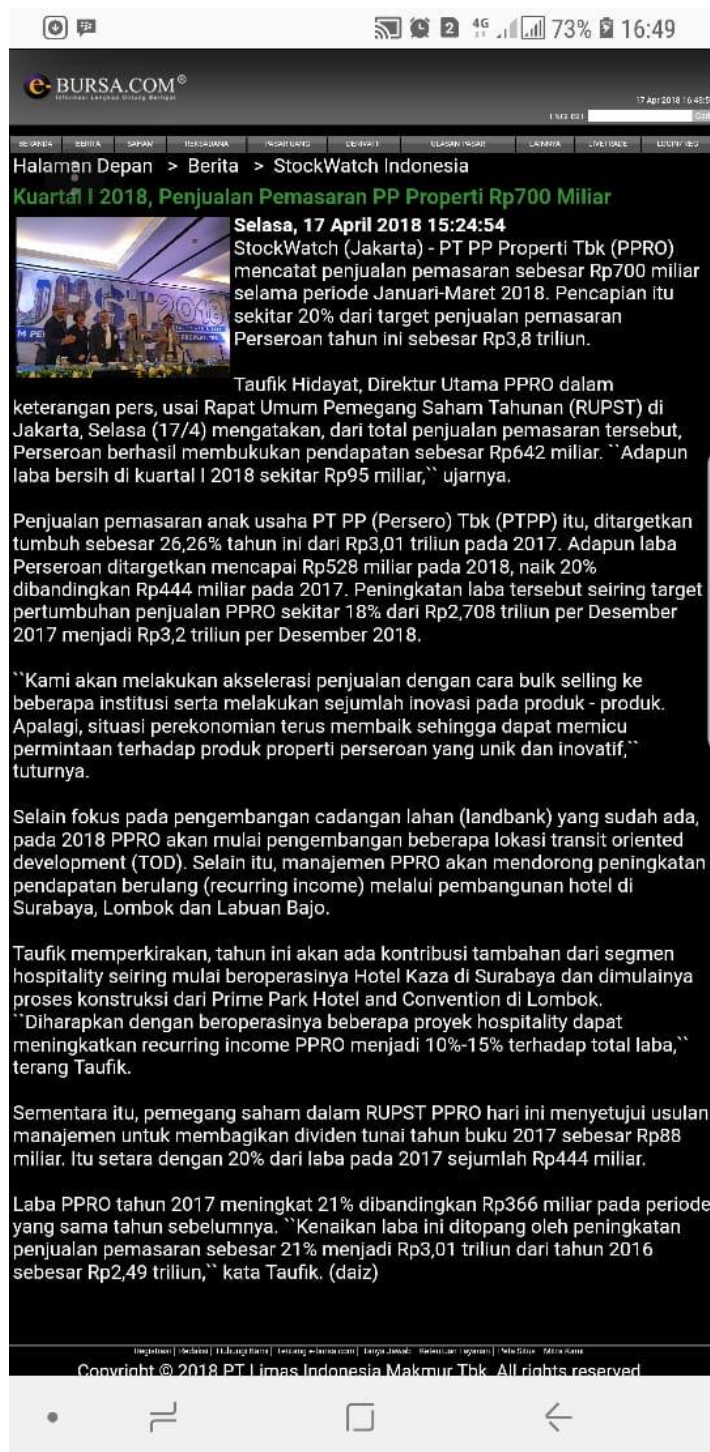 2 4G 73% 16:49
e-BURSA.COM®
17 Apr 2018 16:48:5
BERANDA BERITA SAHAM REKSADANA PASAR UANG DERIVATIF ULASAN PASAR LAINNYA LIVETRADE
Halaman Depan > Berita > StockWatch Indonesia
Kuartal I 2018, Penjualan Pemasaran PP Properti Rp700 Miliar
Selasa, 17 April 2018 15:24:54
StockWatch (Jakarta) - PT PP Properti Tbk (PPRO)
mencatat penjualan pemasaran sebesar Rp700 miliar
selama periode Januari-Maret 2018. Pencapian itu
sekitar 20% dari target penjualan pemasaran
Perseroan tahun ini sebesar Rp3,8 triliun.
Taufik Hidayat, Direktur Utama PPRO dalam
keterangan pers, usai Rapat Umum Pemegang Saham Tahunan (RUPST) di
Jakarta, Selasa (17/4) mengatakan, dari total penjualan pemasaran tersebut,
Perseroan berhasil membukukan pendapatan sebesar Rp642 miliar. ``Adapun
laba bersih di kuartal I 2018 sekitar Rp95 miliar,`` ujarnya.
Penjualan pemasaran anak usaha PT PP (Persero) Tbk (PTPP) itu, ditargetkan
tumbuh sebesar 26,26% tahun ini dari Rp3,01 triliun pada 2017. Adapun laba
Perseroan ditargetkan mencapai Rp528 miliar pada 2018, naik 20%
dibandingkan Rp444 miliar pada 2017. Peningkatan laba tersebut seiring target
pertumbuhan penjualan PPRO sekitar 18% dari Rp2,708 triliun per Desember
2017 menjadi Rp3,2 triliun per Desember 2018.
``Kami akan melakukan akselerasi penjualan dengan cara bulk selling ke
beberapa institusi serta melakukan sejumlah inovasi pada produk - produk.
Apalagi, situasi perekonomian terus membaik sehingga dapat memicu
permintaan terhadap produk properti perseroan yang unik dan inovatif,``
tuturnya.
Selain fokus pada pengembangan cadangan lahan (landbank) yang sudah ada,
pada 2018 PPRO akan mulai pengembangan beberapa lokasi transit oriented
development (TOD). Selain itu, manajemen PPRO akan mendorong peningkatan
pendapatan berulang (recurring income) melalui pembangunan hotel di
Surabaya, Lombok dan Labuan Bajo.
Taufik memperkirakan, tahun ini akan ada kontribusi tambahan dari segmen
hospitality seiring mulai beroperasinya Hotel Kaza di Surabaya dan dimulainya
proses konstruksi dari Prime Park Hotel and Convention di Lombok.
``Diharapkan dengan beroperasinya beberapa proyek hospitality dapat
meningkatkan recurring income PPRO menjadi 10%-15% terhadap total laba,``
terang Taufik.
Sementara itu, pemegang saham dalam RUPST PPRO hari ini menyetujui usulan
manajemen untuk membagikan dividen tunai tahun buku 2017 sebesar Rp88
miliar. Itu setara dengan 20% dari laba pada 2017 sejumlah Rp444 miliar.
Laba PPRO tahun 2017 meningkat 21% dibandingkan Rp366 miliar pada periode
yang sama tahun sebelumnya. ``Kenaikan laba ini ditopang oleh peningkatan
penjualan pemasaran sebesar 21% menjadi Rp3,01 triliun dari tahun 2016
sebesar Rp2,49 triliun,`` kata Taufik. (daiz)
Copyright © 2018 PT Limas Indonesia Makmur Tbk. All rights reserved